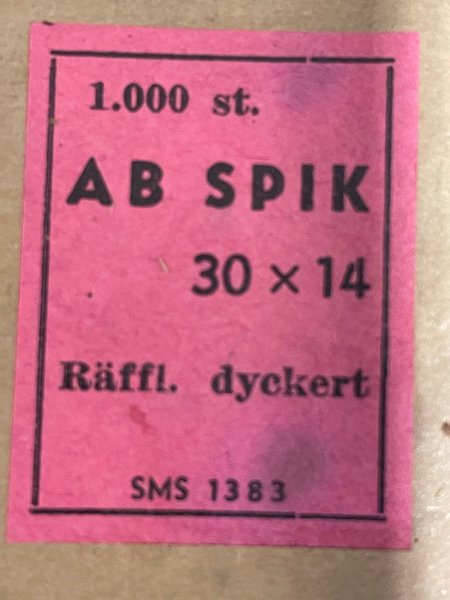 1.000 st.
AB SPIK
30 × 14
Räffl. dyckert
SMS 1383